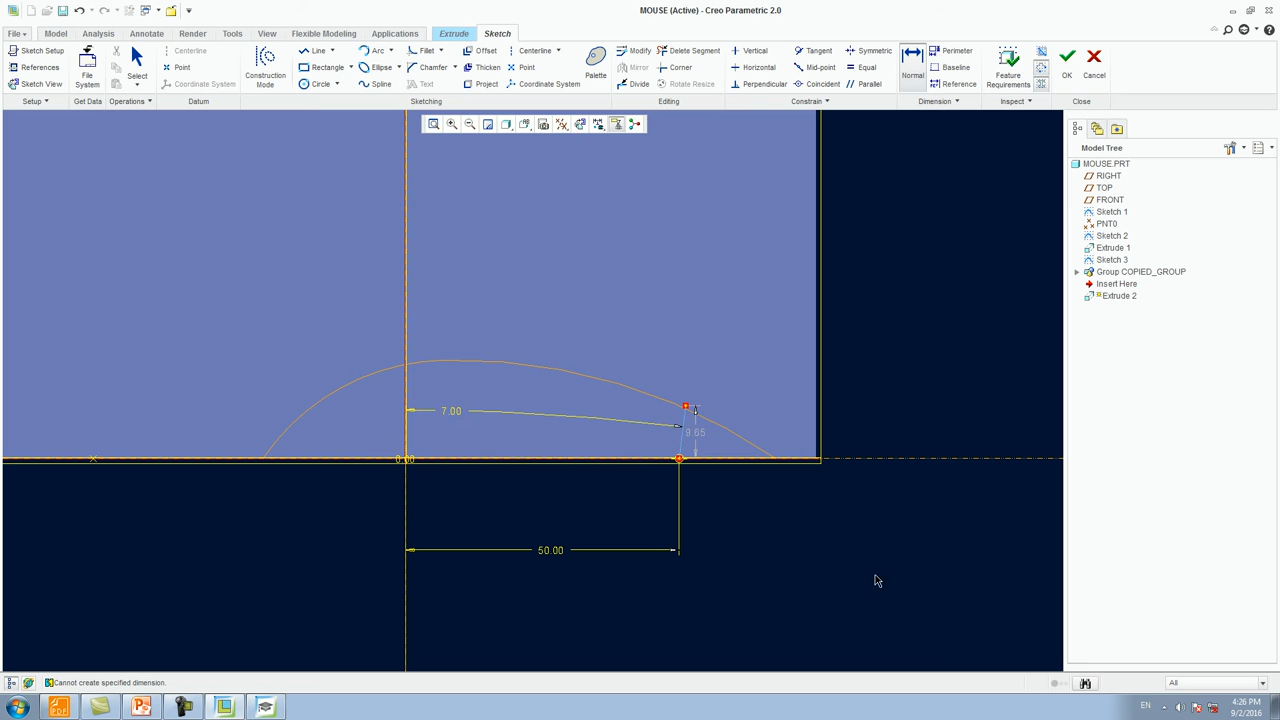 MOUSE (Active) - Creo Parametric 2.0
File Model Analysis Annotate Render Tools View Flexible Modeling Applications Extrude Sketch
Sketch Setup
References
Sketch View
Setup
File System
Get Data
Select
Operations
Centerline
Point
Coordinate System
Datum
Construction Mode
Line Arc Fillet Offset Centerline
Rectangle Ellipse Chamfer Thicken Point
Circle Spline Text Project Coordinate System
Palette
Sketching
Modify Delete Segment
Mirror Corner
Divide Rotate Resize
Editing
Vertical Tangent Symmetric
Horizontal Mid-point Equal
Perpendicular Coincident Parallel
Constrain
Normal
Perimeter
Baseline
Reference
Dimension
Feature Requirements
Inspect
OK Cancel
Close
Model Tree
MOUSE.PRT
RIGHT
TOP
FRONT
Sketch 1
PNT0
Sketch 2
Extrude 1
Sketch 3
Group COPIED_GROUP
Insert Here
Extrude 2
7.00
9.65
0.00
50.00
Cannot create specified dimension.
All
EN
4:26 PM
9/2/2016